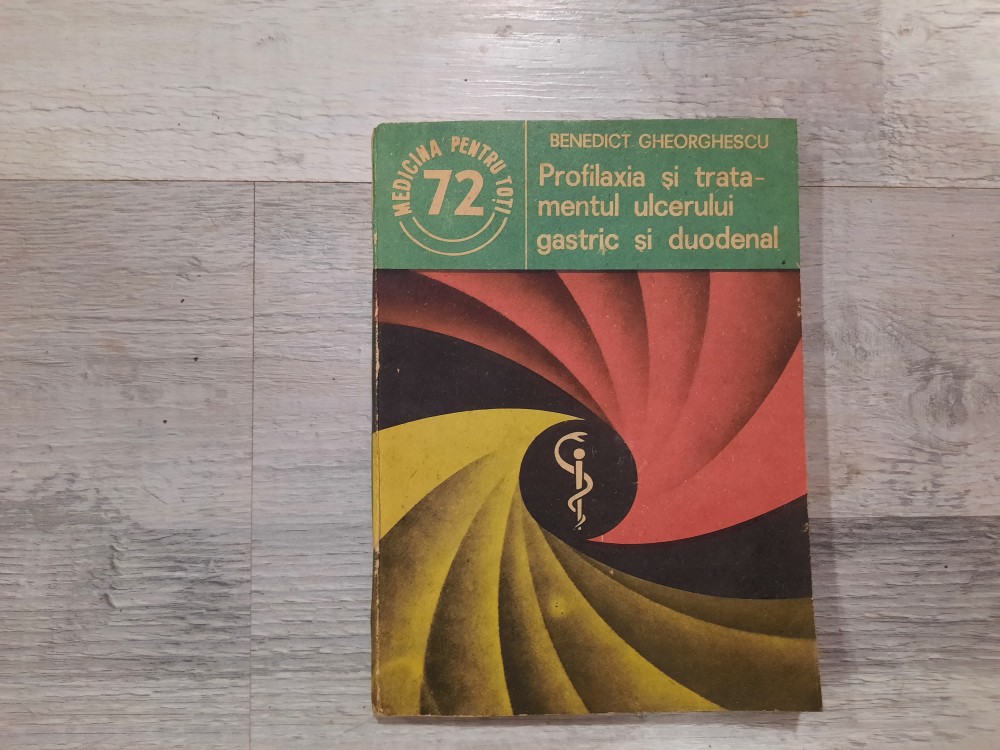 MEDICINA PENTRU TOȚI
72
BENEDICT GHEORGHESCU
Profilaxia și trata-
mentul ulcerului
gastric și duodenal